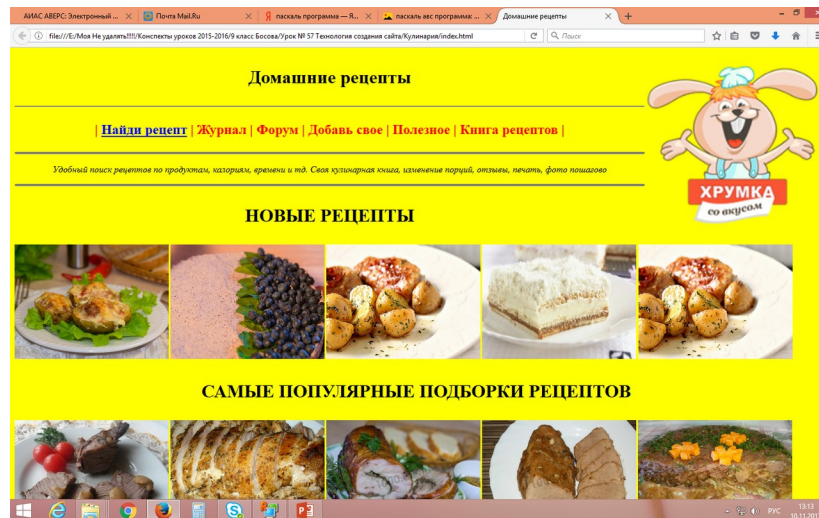 АИАС АВЕРС: Электронный ...
Почта Mail.Ru
паскаль программа — Я...
паскаль авс программа: ...
Домашние рецепты
file:///E:/Моя Не удалять!!!!/Конспекты уроков 2015-2016/9 класс Босова/Урок № 57 Технология создания сайта/Кулинария/index.html
Поиск
Домашние рецепты
| Найди рецепт | Журнал | Форум | Добавь свое | Полезное | Книга рецептов |
Удобный поиск рецептов по продуктам, калориям, времени и тд. Своя кулинарная книга, изменение порций, отзывы, печать, фото пошагово
ХРУМКА
со вкусом
НОВЫЕ РЕЦЕПТЫ
САМЫЕ ПОПУЛЯРНЫЕ ПОДБОРКИ РЕЦЕПТОВ
РУС
13:13